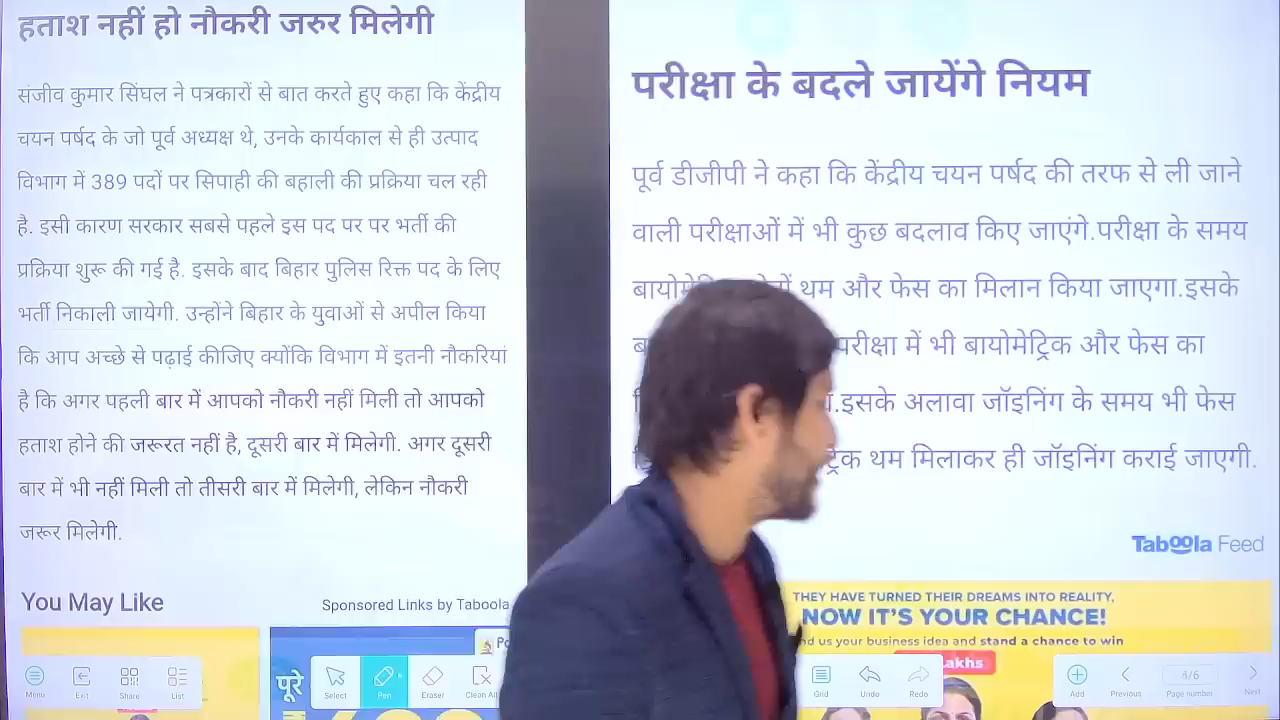 हताश नहीं हो नौकरी जरुर मिलेगी
संजीव कुमार सिंघल ने पत्रकारों से बात करते हुए कहा कि केंद्रीय
चयन पर्षद के जो पूर्व अध्यक्ष थे, उनके कार्यकाल से ही उत्पाद
विभाग में 389 पदों पर सिपाही की बहाली की प्रक्रिया चल रही
है. इसी कारण सरकार सबसे पहले इस पद पर पर भर्ती की
प्रक्रिया शुरू की गई है. इसके बाद बिहार पुलिस रिक्त पद के लिए
भर्ती निकाली जायेगी. उन्होंने बिहार के युवाओं से अपील किया
कि आप अच्छे से पढ़ाई कीजिए क्योंकि विभाग में इतनी नौकरियां
है कि अगर पहली बार में आपको नौकरी नहीं मिली तो आपको
हताश होने की जरूरत नहीं है, दूसरी बार में मिलेगी. अगर दूसरी
बार में भी नहीं मिली तो तीसरी बार में मिलेगी, लेकिन नौकरी
जरूर मिलेगी.
You May Like
Sponsored Links by Taboola
पूरे
परीक्षा के बदले जायेंगे नियम
पूर्व डीजीपी ने कहा कि केंद्रीय चयन पर्षद की तरफ से ली जाने
वाली परीक्षाओं में भी कुछ बदलाव किए जाएंगे.परीक्षा के समय
थम और फेस का मिलान किया जाएगा.इसके
परीक्षा में भी बायोमेट्रिक और फेस का
इसके अलावा जॉइनिंग के समय भी फेस
थम मिलाकर ही जॉइनिंग कराई जाएगी.
Taboola Feed
THEY HAVE TURNED THEIR DREAMS INTO REALITY,
NOW IT'S YOUR CHANCE!
us your business idea and stand a chance to win
Menu Exit Share List Select Pen Eraser Clean All Grid Undo Redo Add Previous Page number Next